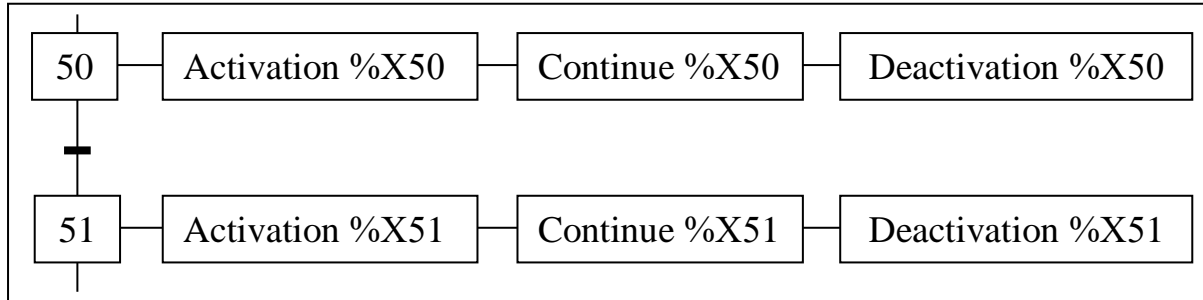 50 Activation %X50 Continue %X50 Deactivation %X50
51 Activation %X51 Continue %X51 Deactivation %X51